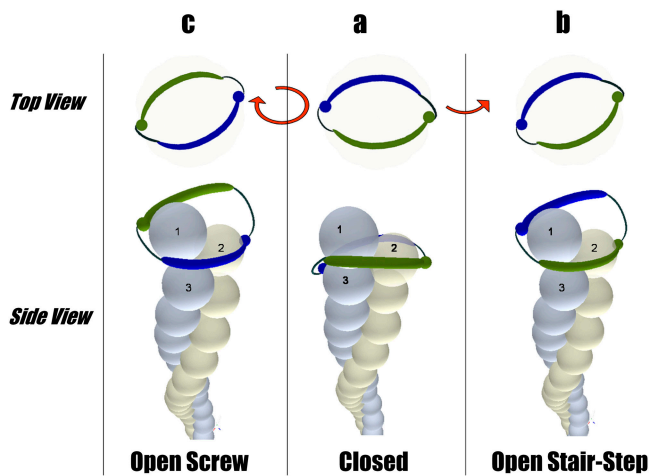 c a b
Top View
1 2 3
1 2 3
1 2 3
Side View
Open Screw Closed Open Stair-Step